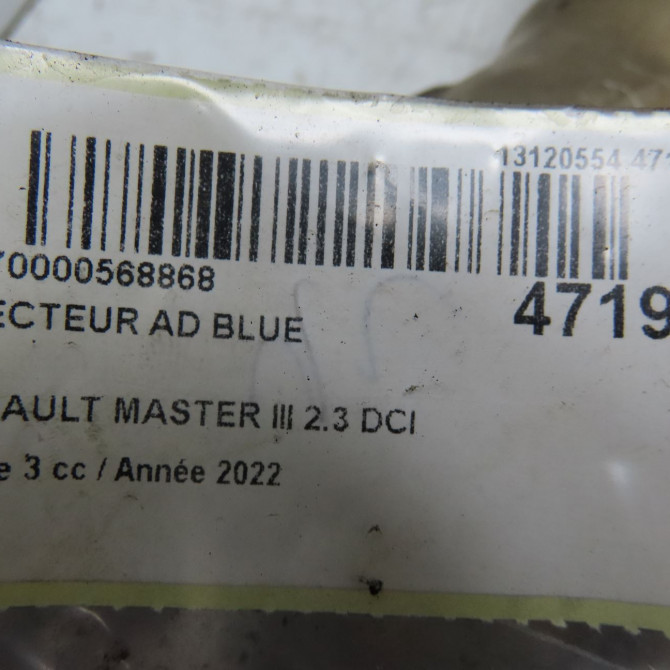 13120554 471
70000568868
4719
ECTEUR AD BLUE
AULT MASTER III 2.3 DCI
e 3 cc / Année 2022